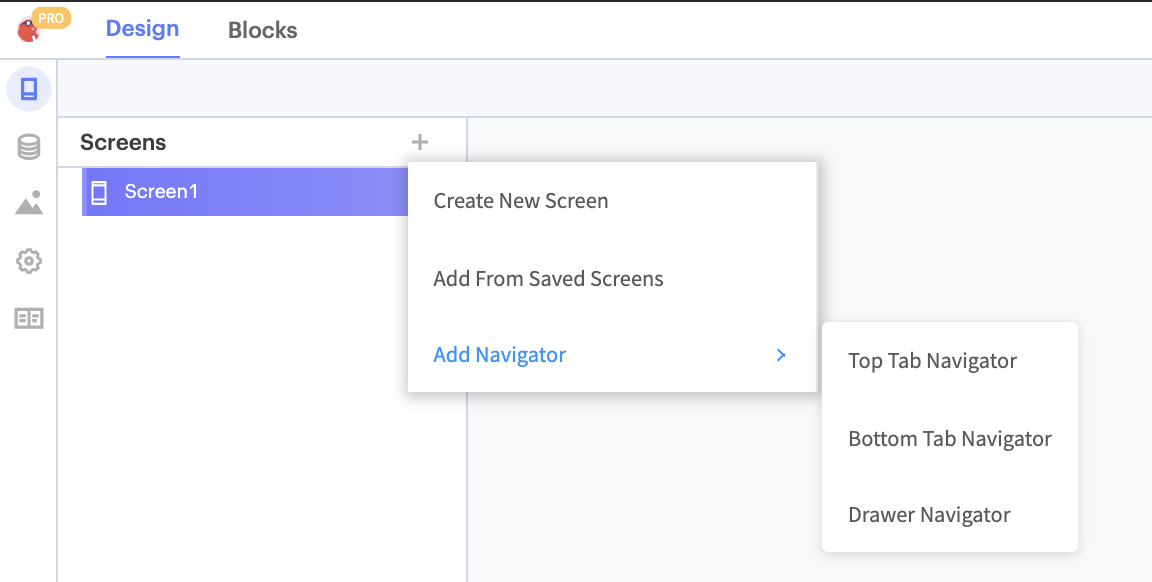 PRO
Design
Blocks
Screens
Screen1
Create New Screen
Add From Saved Screens
Add Navigator
Top Tab Navigator
Bottom Tab Navigator
Drawer Navigator